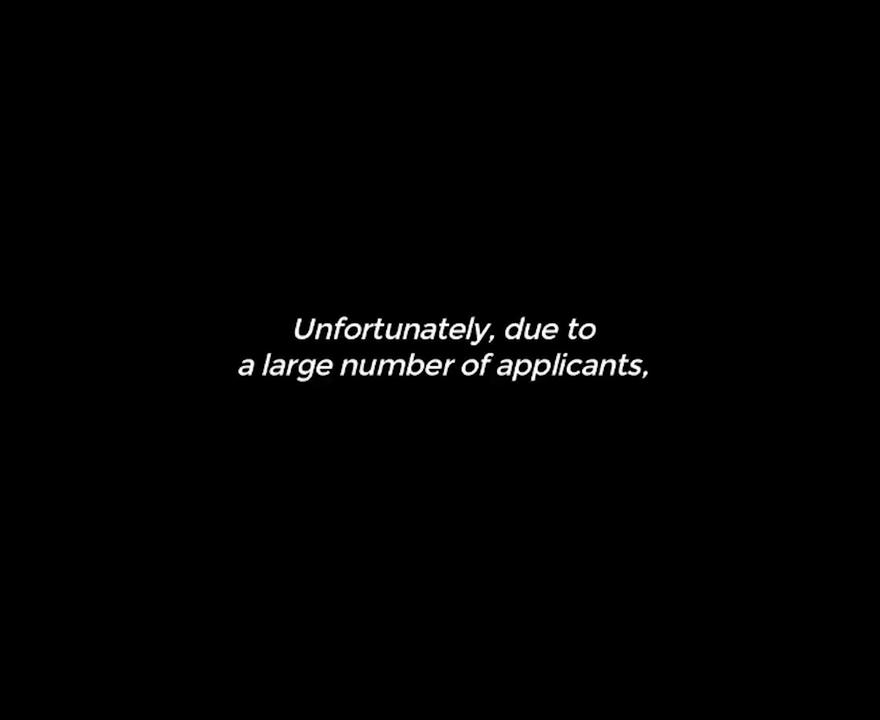 Unfortunately, due to
a large number of applicants,